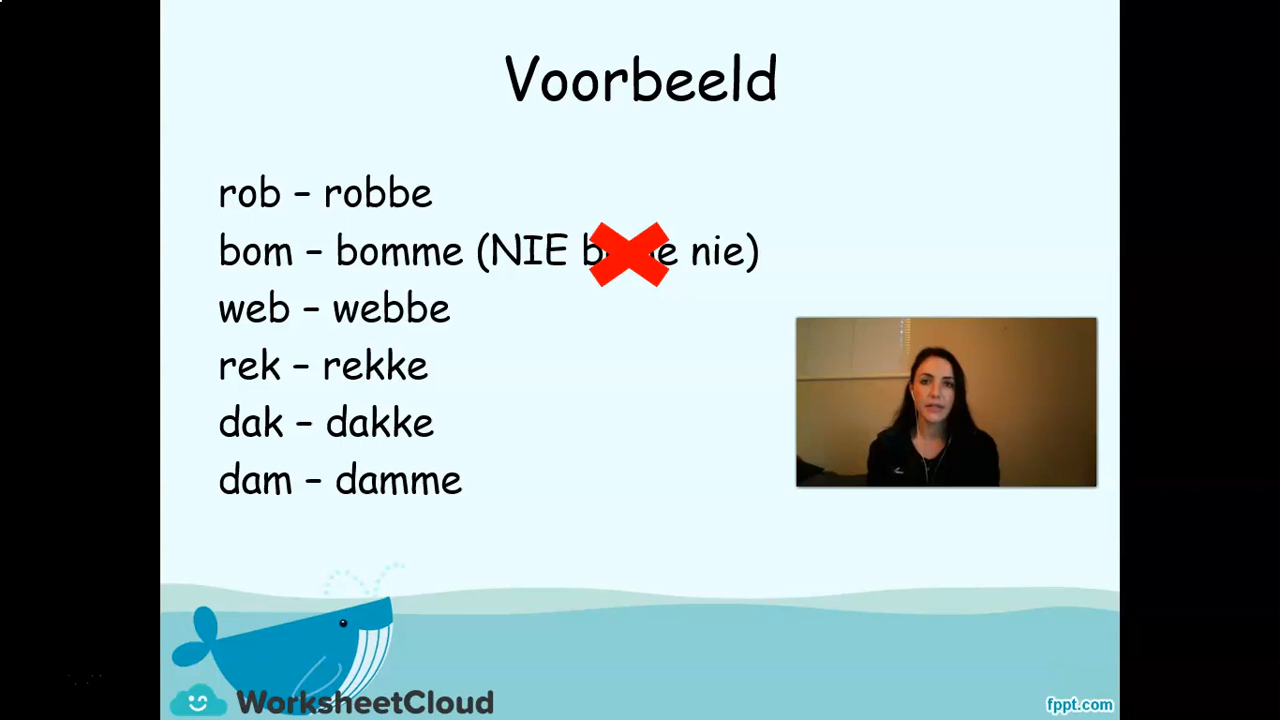 Voorbeeld
rob – robbe
bom – bomme (NIE nie)
web – webbe
rek – rekke
dak – dakke
dam – damme
WorksheetCloud
fppt.com